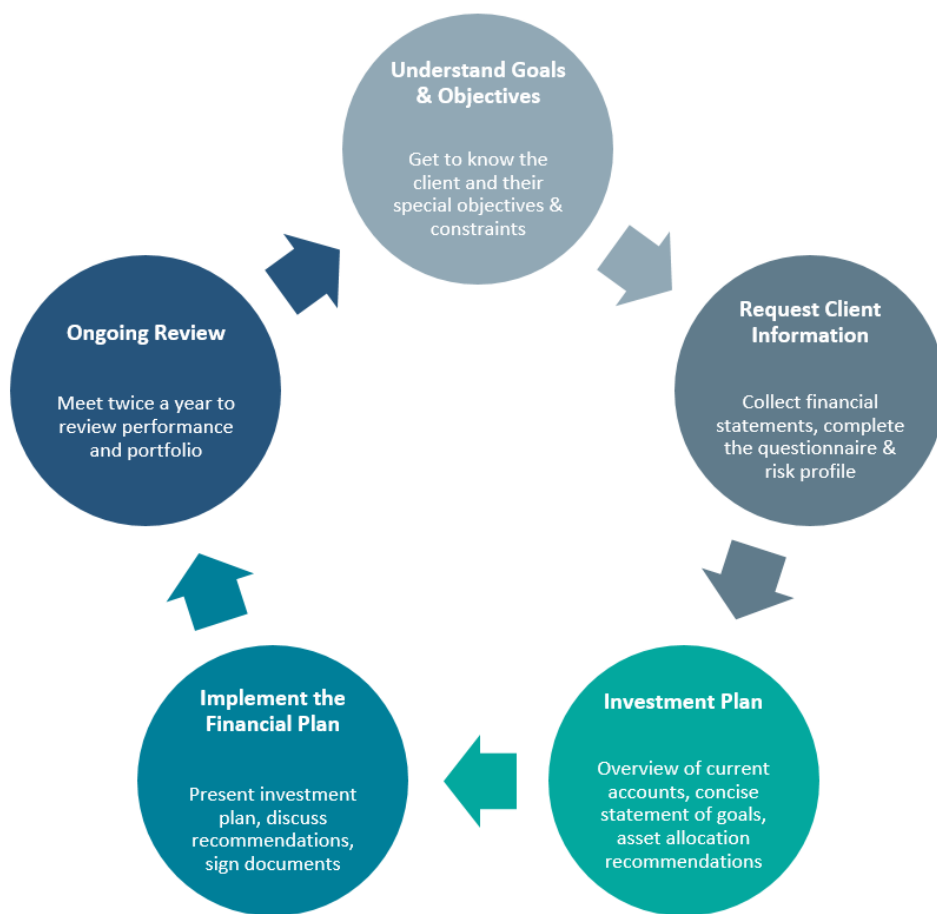 Understand Goals
& Objectives
Get to know the
client and their
special objectives &
constraints
Request Client
Information
Collect financial
statements, complete
the questionnaire &
risk profile
Investment Plan
Overview of current
accounts, concise
statement of goals,
asset allocation
recommendations
Implement the
Financial Plan
Present investment
plan, discuss
recommendations,
sign documents
Ongoing Review
Meet twice a year to
review performance
and portfolio